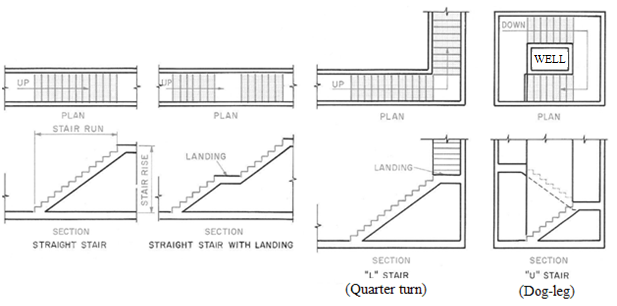 UP
PLAN
STAIR RUN
STAIR RISE
SECTION
STRAIGHT STAIR
UP
PLAN
LANDING
SECTION
STRAIGHT STAIR WITH LANDING
UP
PLAN
LANDING
SECTION
"L" STAIR
(Quarter turn)
DOWN
WELL
PLAN
SECTION
"U" STAIR
(Dog-leg)